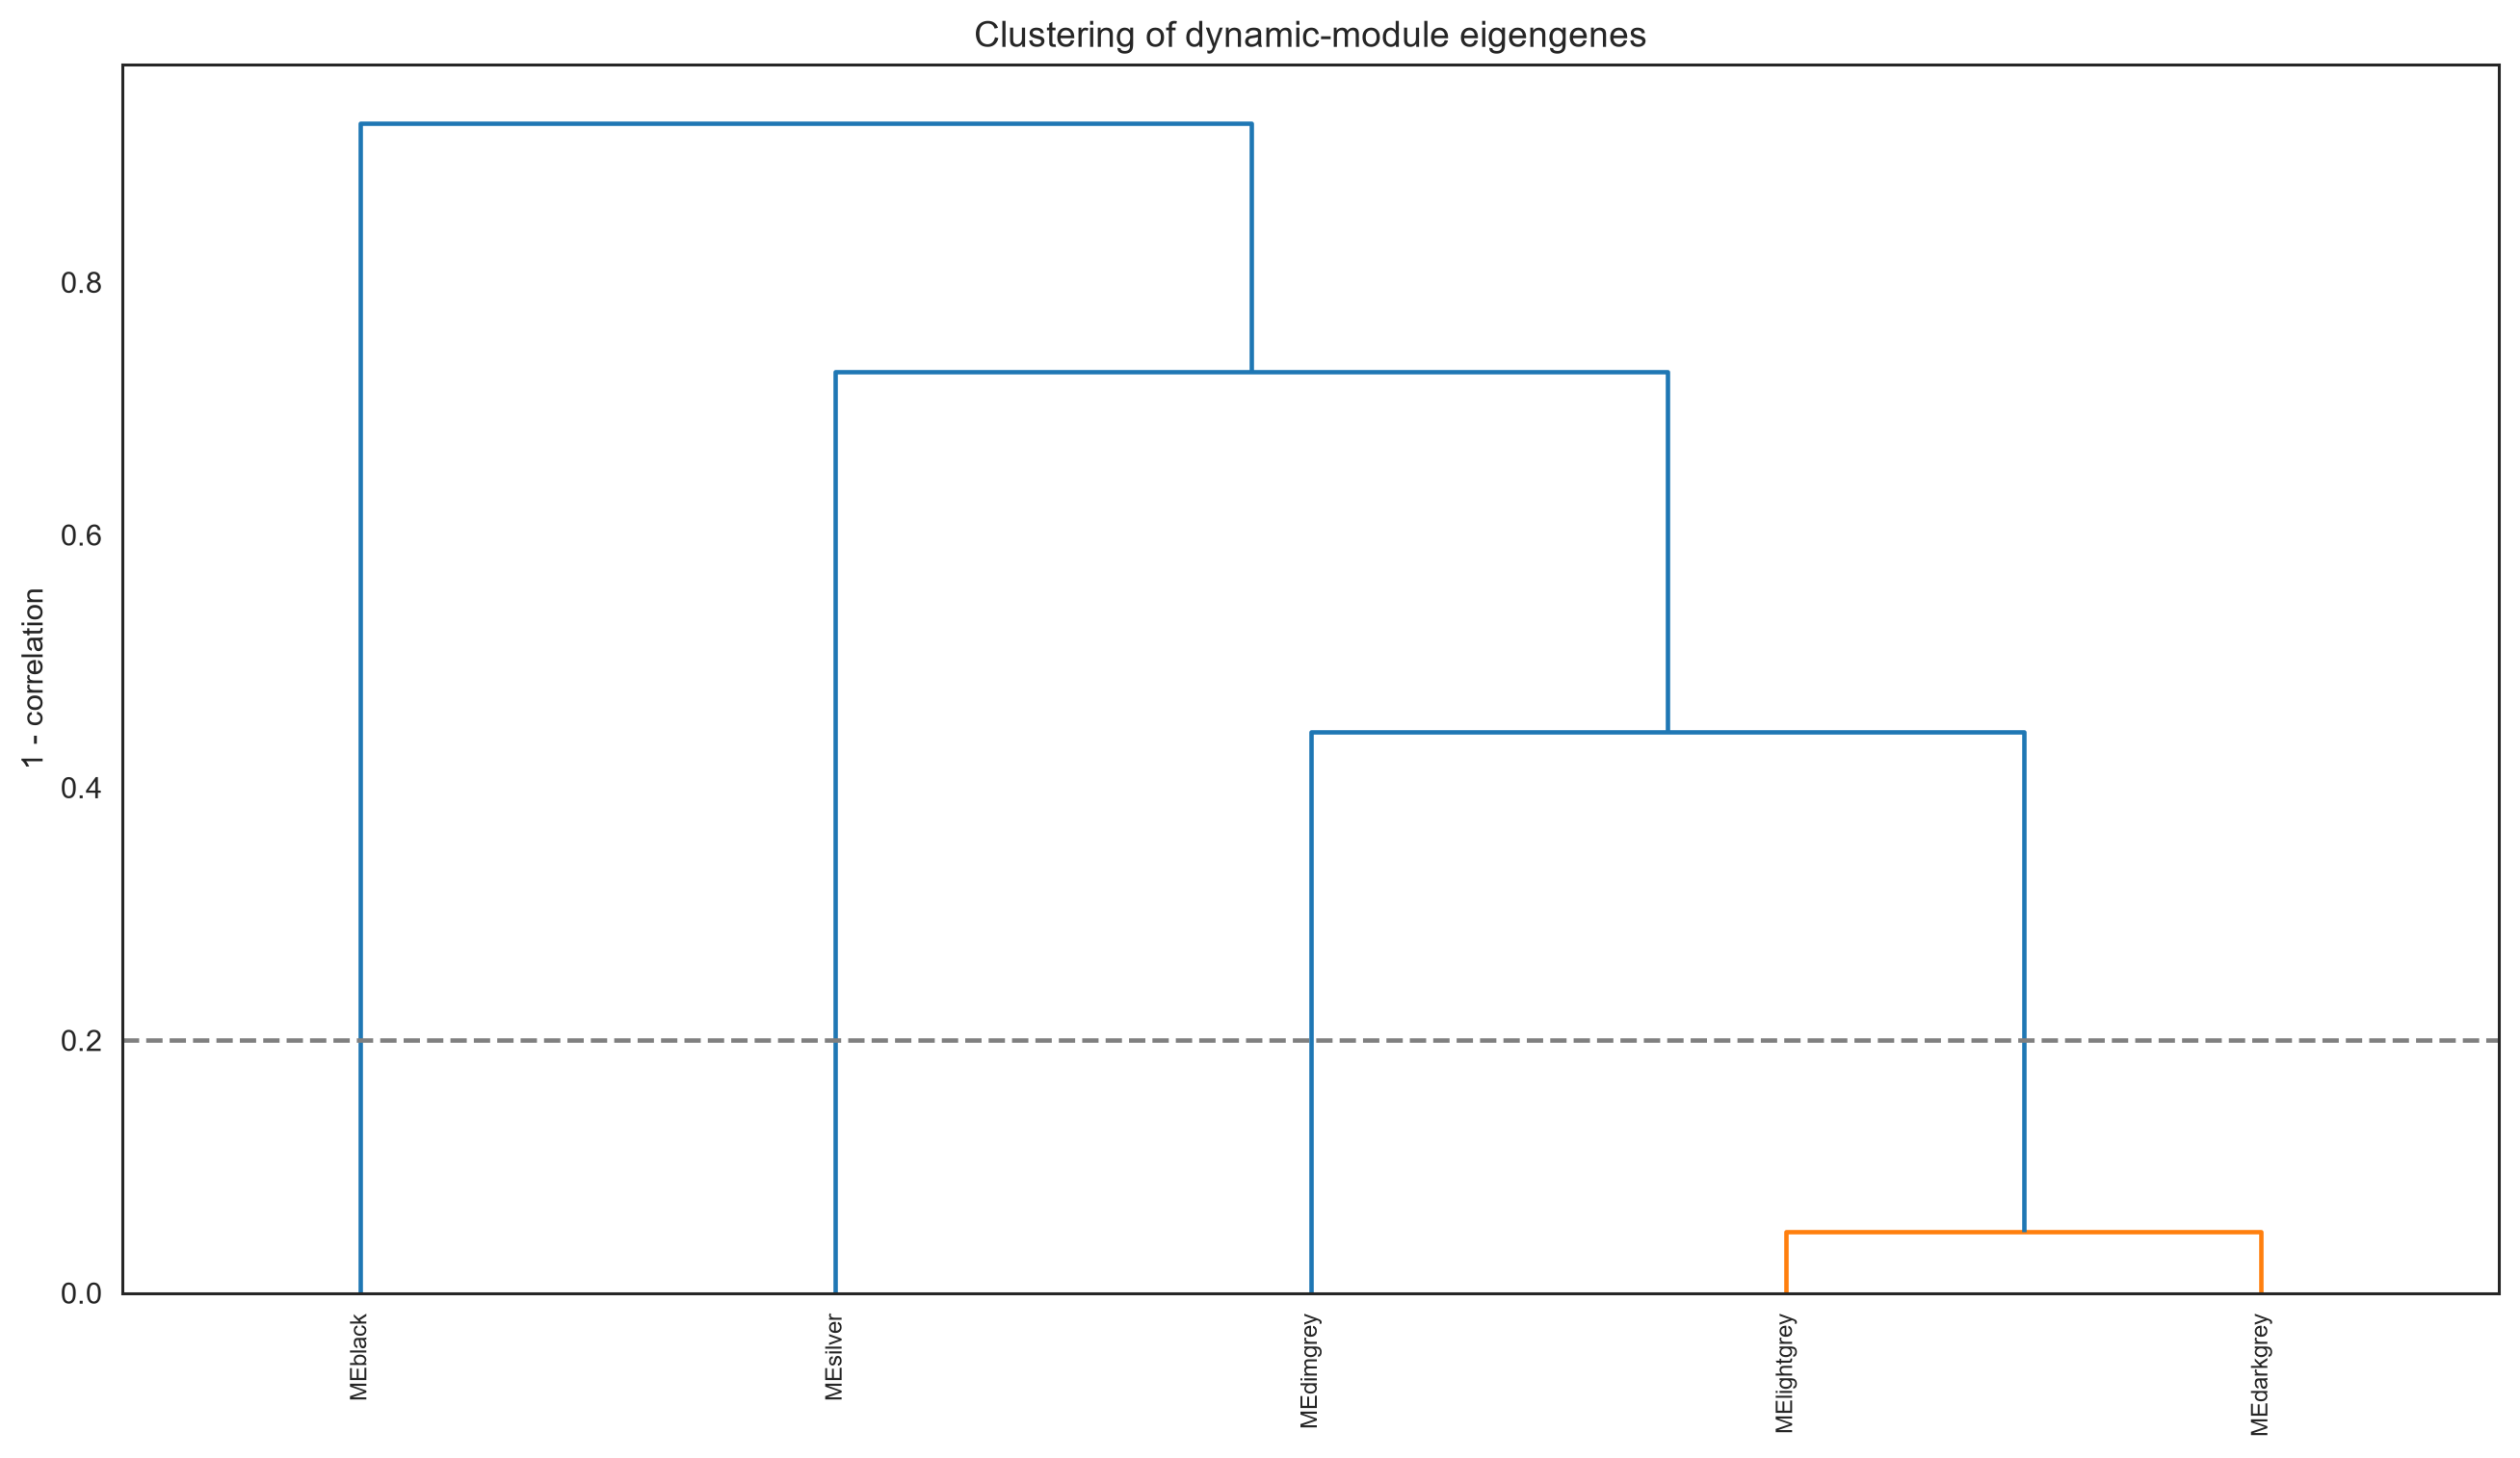 Clustering of dynamic-module eigengenes
1 - correlation
0.8
0.6
0.4
0.2
0.0
MEblack
MEsilver
MEdimgrey
MElightgrey
MEdarkgrey